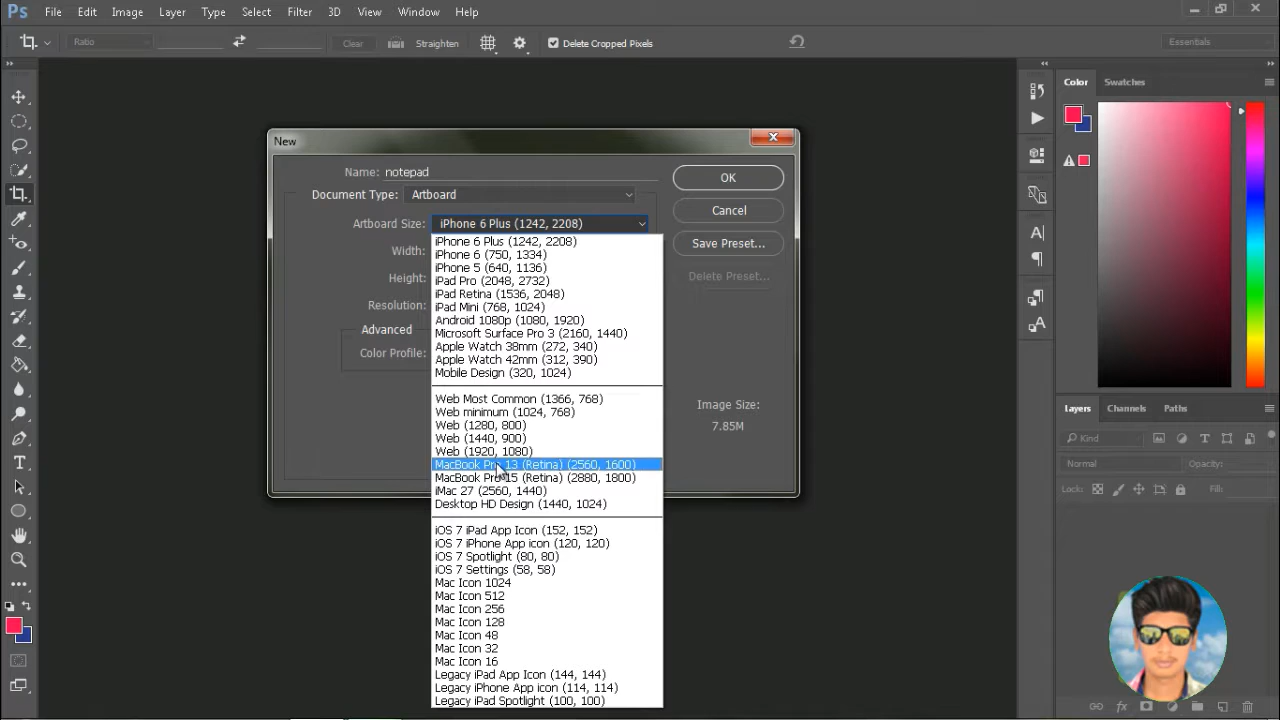 Ps File Edit Image Layer Type Select Filter 3D View Window Help
Ratio Clear Straighten Delete Cropped Pixels Essentials
Color Swatches
New
Name: notepad
OK
Document Type: Artboard
Cancel
Artboard Size: iPhone 6 Plus (1242, 2208)
Save Preset...
Width:
Height:
Delete Preset...
Resolution:
Advanced
Color Profile:
Image Size:
7.85M
iPhone 6 Plus (1242, 2208)
iPhone 6 (750, 1334)
iPhone 5 (640, 1136)
iPad Pro (2048, 2732)
iPad Retina (1536, 2048)
iPad Mini (768, 1024)
Android 1080p (1080, 1920)
Microsoft Surface Pro 3 (2160, 1440)
Apple Watch 38mm (272, 340)
Apple Watch 42mm (312, 390)
Mobile Design (320, 1024)
Web Most Common (1366, 768)
Web minimum (1024, 768)
Web (1280, 800)
Web (1440, 900)
Web (1920, 1080)
MacBook Pro 13 (Retina) (2560, 1600)
MacBook Pro 15 (Retina) (2880, 1800)
iMac 27 (2560, 1440)
Desktop HD Design (1440, 1024)
iOS 7 iPad App Icon (152, 152)
iOS 7 iPhone App icon (120, 120)
iOS 7 Spotlight (80, 80)
iOS 7 Settings (58, 58)
Mac Icon 1024
Mac Icon 512
Mac Icon 256
Mac Icon 128
Mac Icon 48
Mac Icon 32
Mac Icon 16
Legacy iPad App Icon (144, 144)
Legacy iPhone App icon (114, 114)
Legacy iPad Spotlight (100, 100)
Layers Channels Paths
Kind
Normal Opacity:
Lock: Fill: